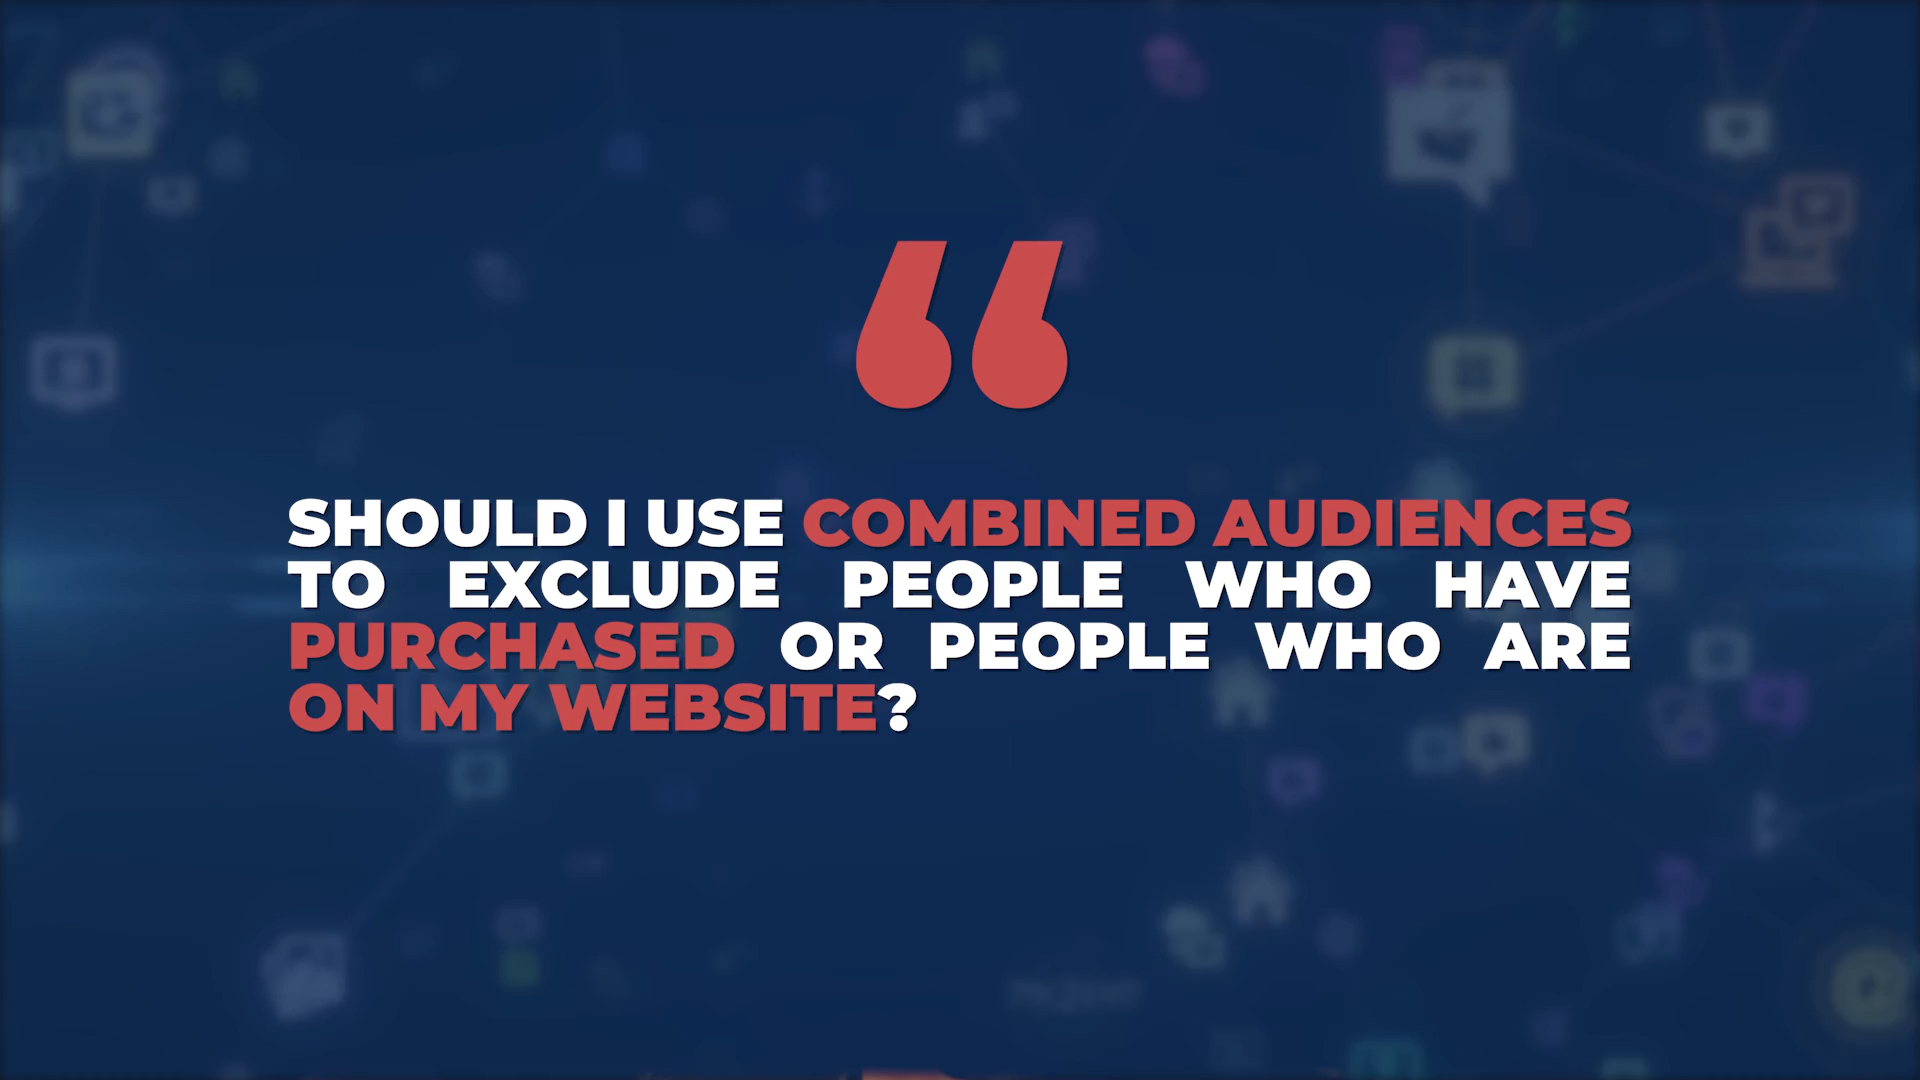 “
SHOULD I USE COMBINED AUDIENCES
TO EXCLUDE PEOPLE WHO HAVE
PURCHASED OR PEOPLE WHO ARE
ON MY WEBSITE?